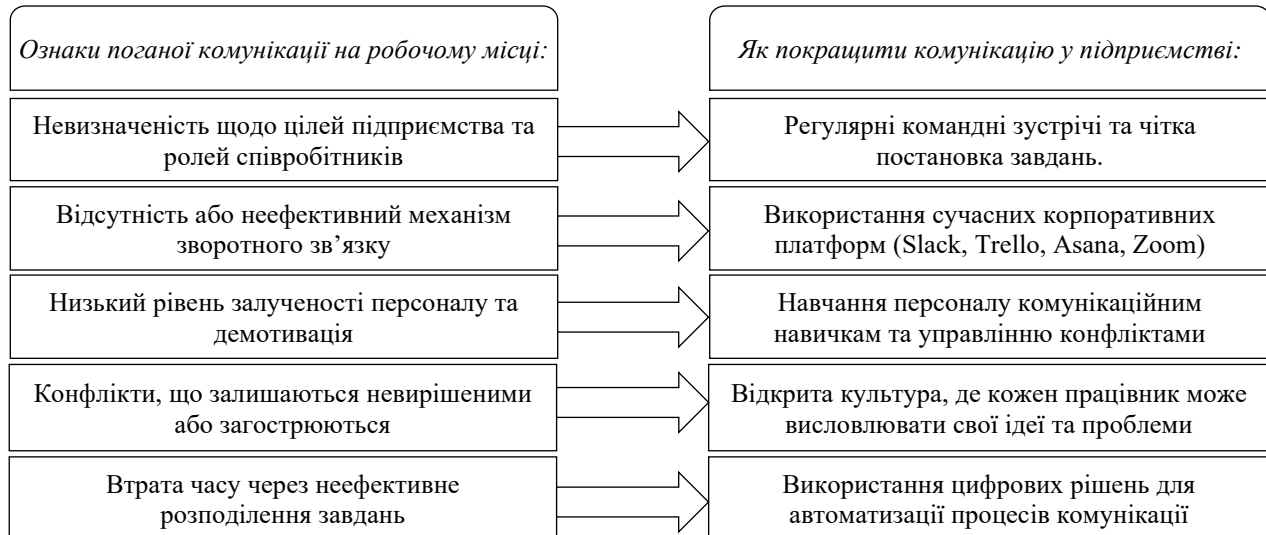 Ознаки поганої комунікації на робочому місці:
Як покращити комунікацію у підприємстві:
Невизначеність щодо цілей підприємства та
ролей співробітників
Регулярні командні зустрічі та чітка
постановка завдань.
Відсутність або неефективний механізм
зворотного зв’язку
Використання сучасних корпоративних
платформ (Slack, Trello, Asana, Zoom)
Низький рівень залученості персоналу та
демотивація
Навчання персоналу комунікаційним
навичкам та управлінню конфліктами
Конфлікти, що залишаються невирішеними
або загострюються
Відкрита культура, де кожен працівник може
висловлювати свої ідеї та проблеми
Втрата часу через неефективне
розподілення завдань
Використання цифрових рішень для
автоматизації процесів комунікації